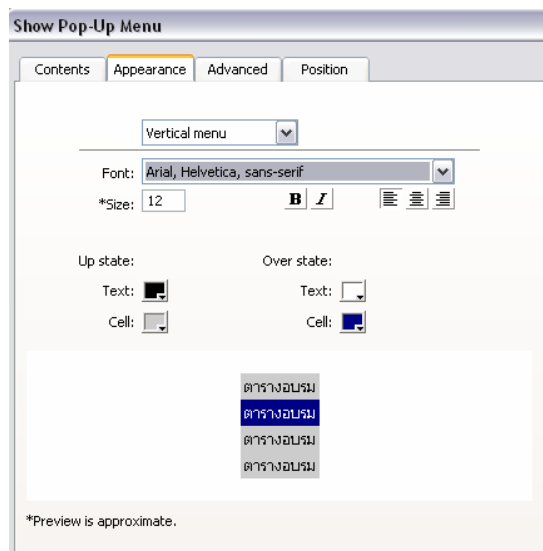 Show Pop-Up Menu
Contents Appearance Advanced Position
Vertical menu
Font: Arial, Helvetica, sans-serif
*Size: 12 B I
Up state: Over state:
Text: Text:
Cell: Cell:
ตารางอบรม
ตารางอบรม
ตารางอบรม
ตารางอบรม
*Preview is approximate.